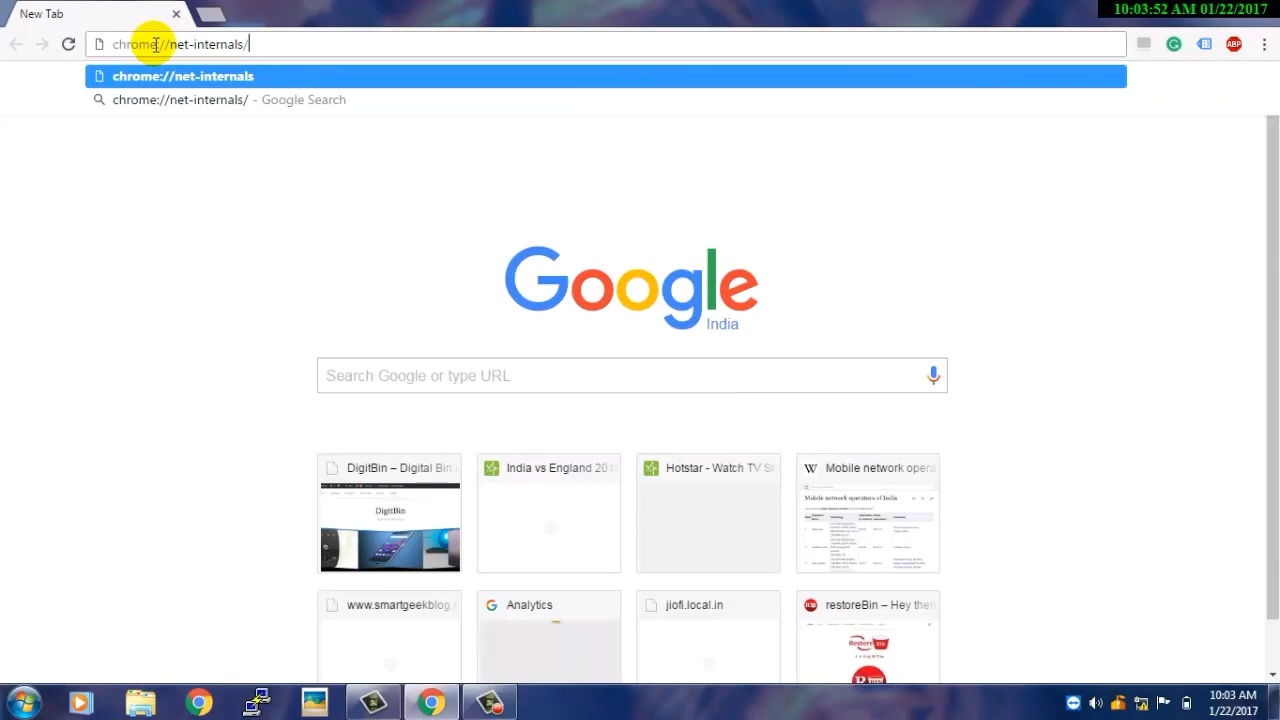 New Tab
10:03:52 AM 01/22/2017
chrome://net-internals/
ABP
chrome://net-internals
chrome://net-internals/ - Google Search
Google
India
Search Google or type URL
DigitBin – Digital Bin
India vs England 201
Hotstar - Watch TV S
W Mobile network opera
DigitBin
Mobile network operators of India
www.smartgeekblog.
Analytics
jiofi.local.in
restoreBin – Hey ther
10:03 AM
1/22/2017